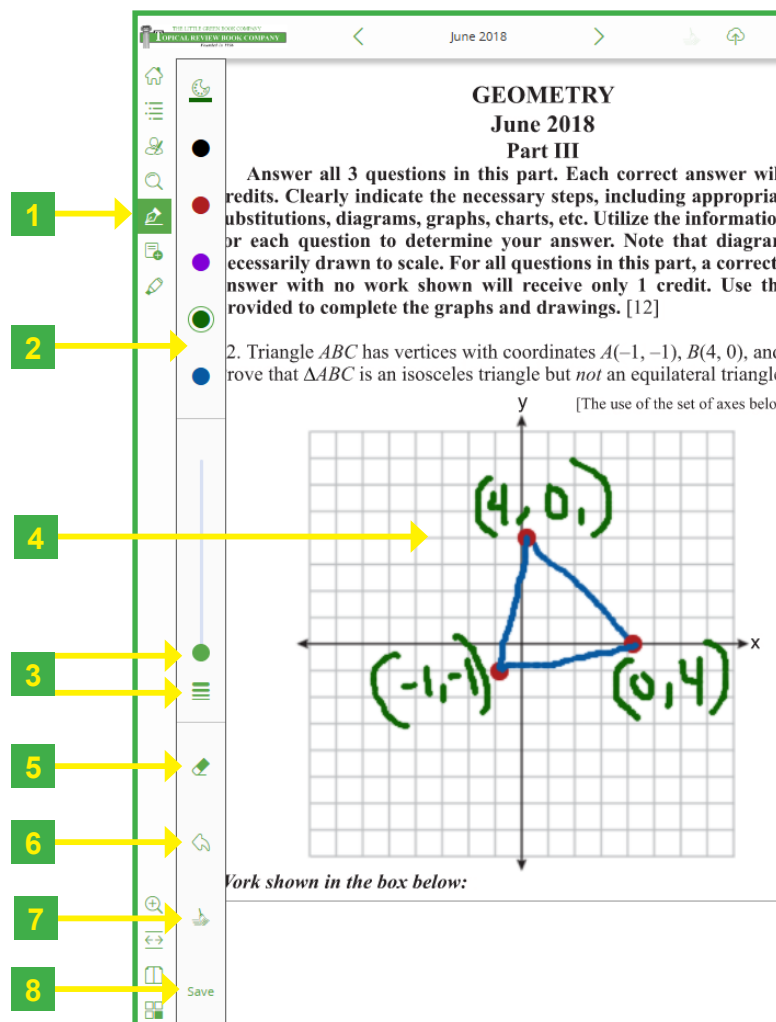 THE LITTLE GREEN BOOK COMPANY
TOPICAL REVIEW BOOK COMPANY
Founded in 1936
June 2018
GEOMETRY
June 2018
Part III
Answer all 3 questions in this part. Each correct answer wil
redits. Clearly indicate the necessary steps, including appropria
ubstitutions, diagrams, graphs, charts, etc. Utilize the informatio
or each question to determine your answer. Note that diagram
ecessarily drawn to scale. For all questions in this part, a correct
nswer with no work shown will receive only 1 credit. Use th
rovided to complete the graphs and drawings. [12]
2. Triangle ABC has vertices with coordinates A(–1, –1), B(4, 0), and
rove that ΔABC is an isosceles triangle but not an equilateral triangle
[The use of the set of axes belo
y
(4, 0,)
x
(-1,-1)
(0,4)
Work shown in the box below:
1
2
3
4
5
6
7
8
Save